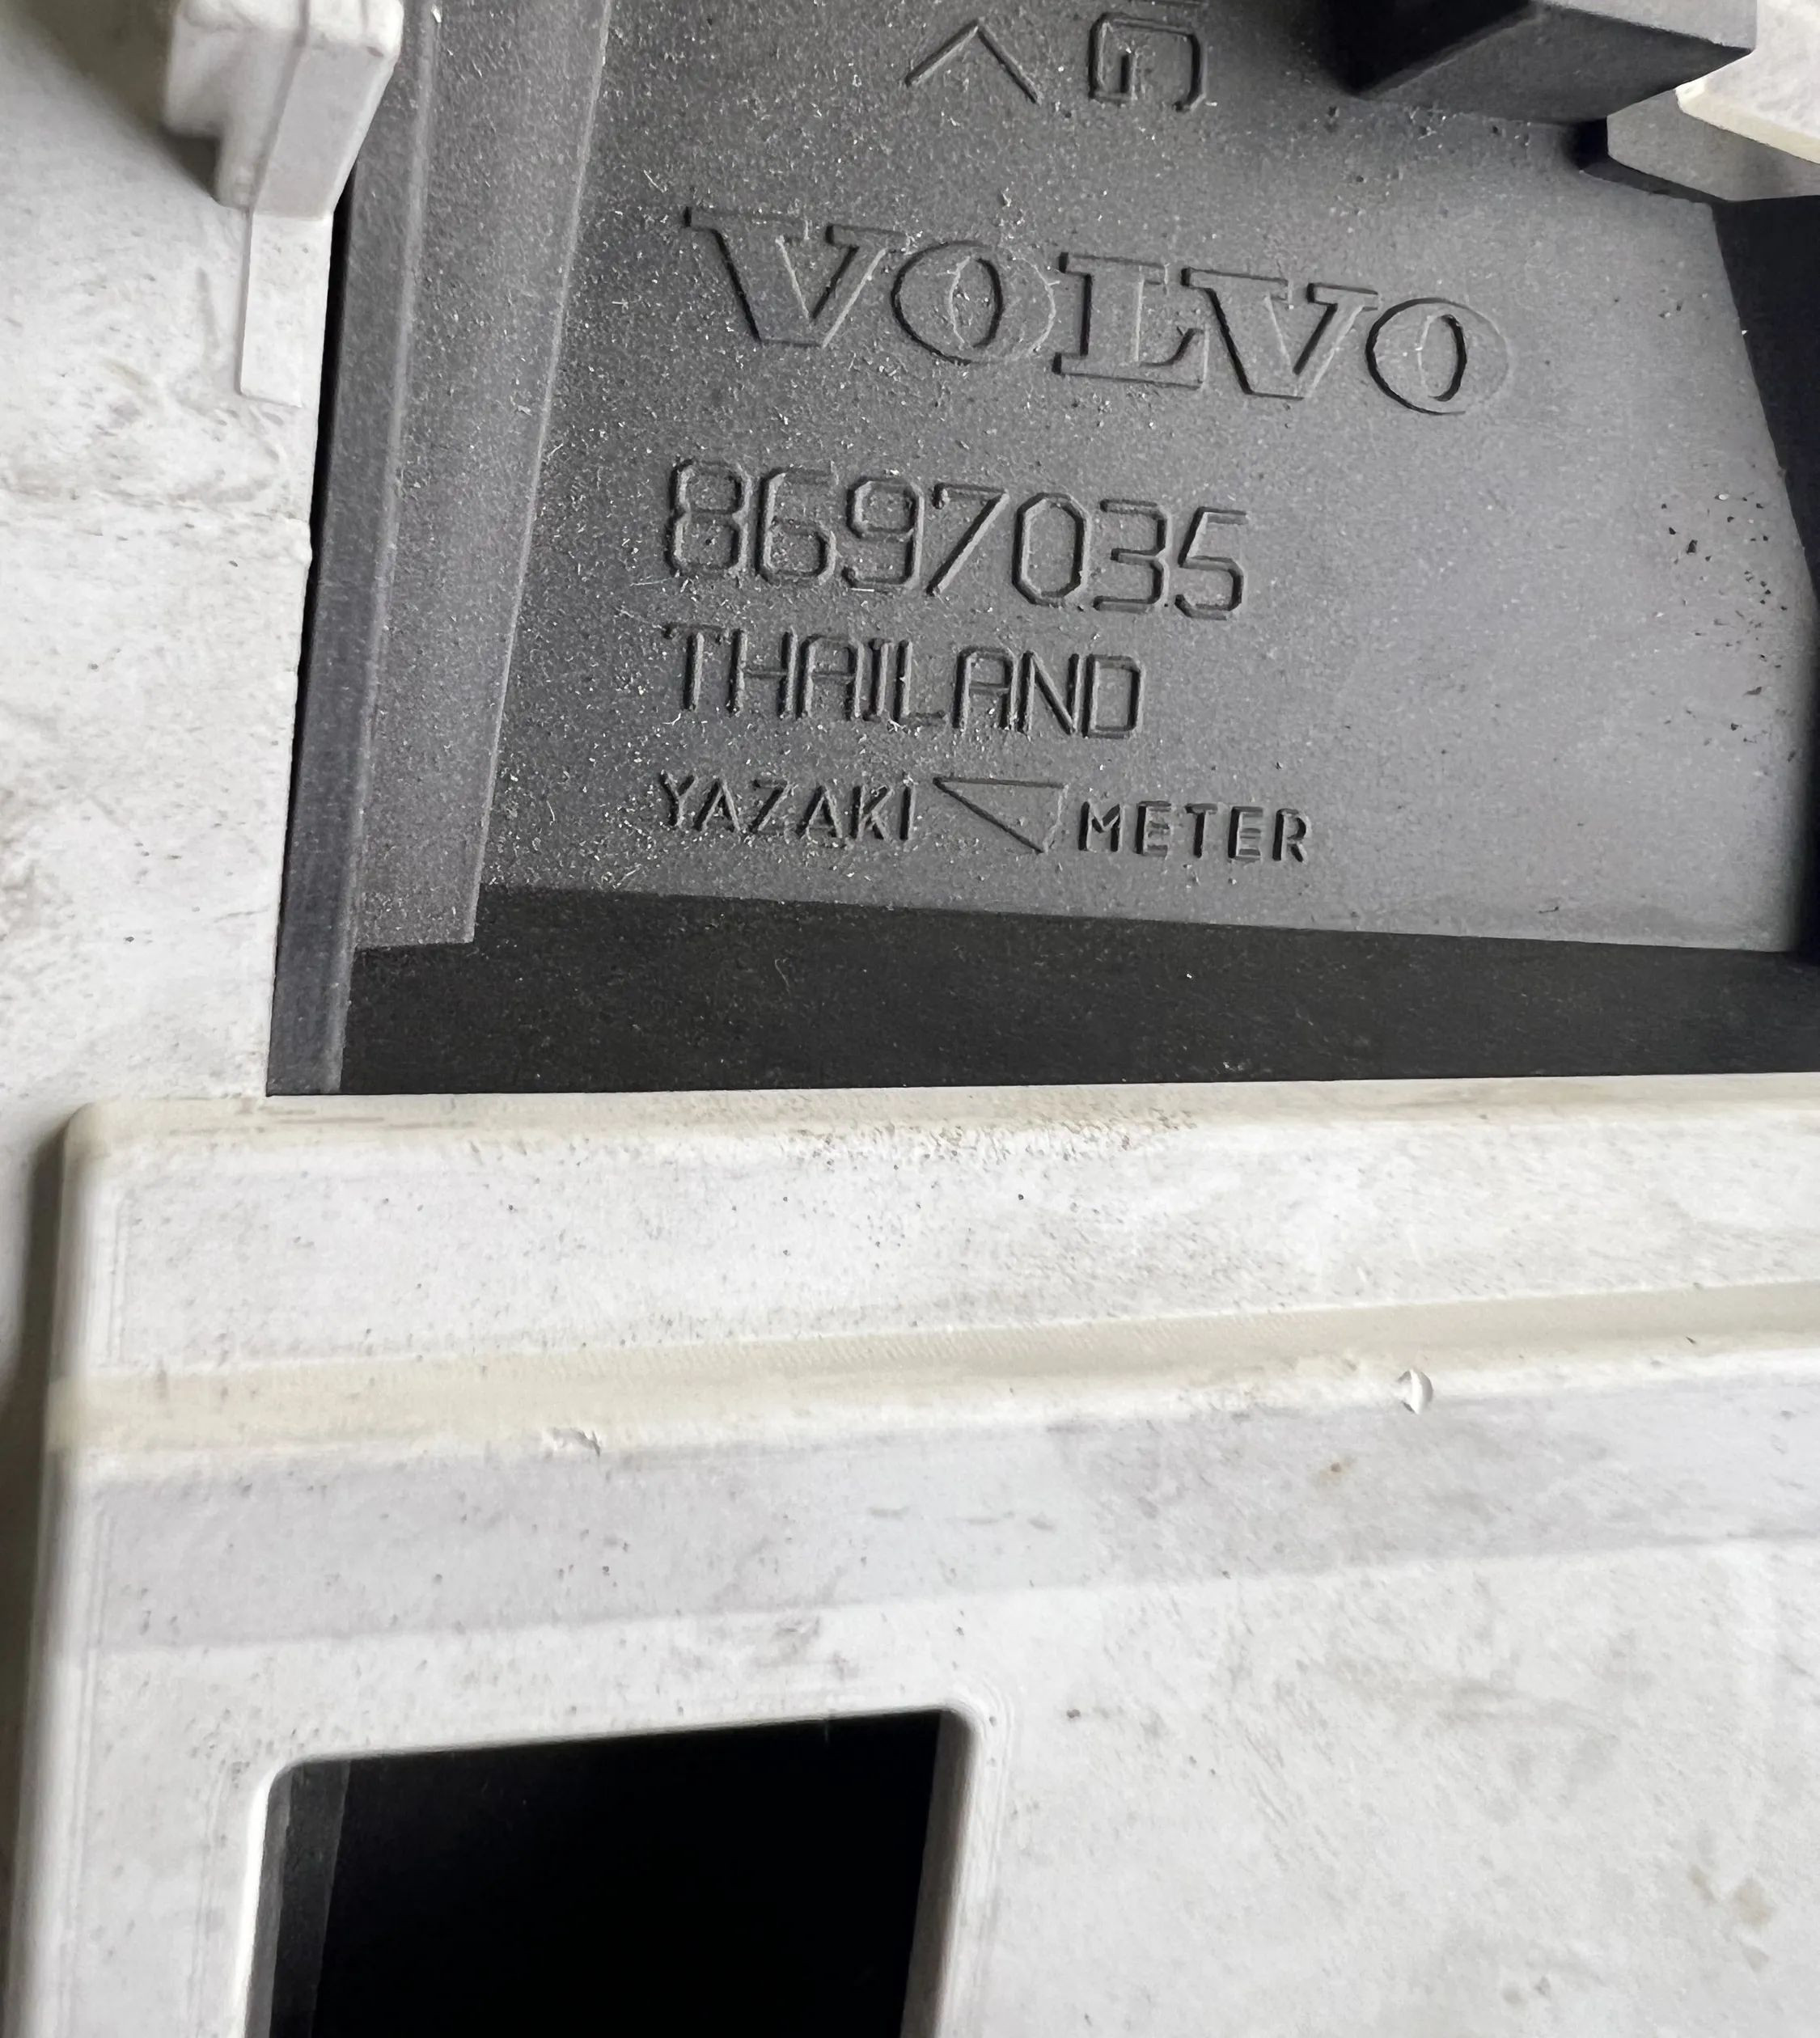 VOLVO
8697035
THAILAND
YAZAKI METER